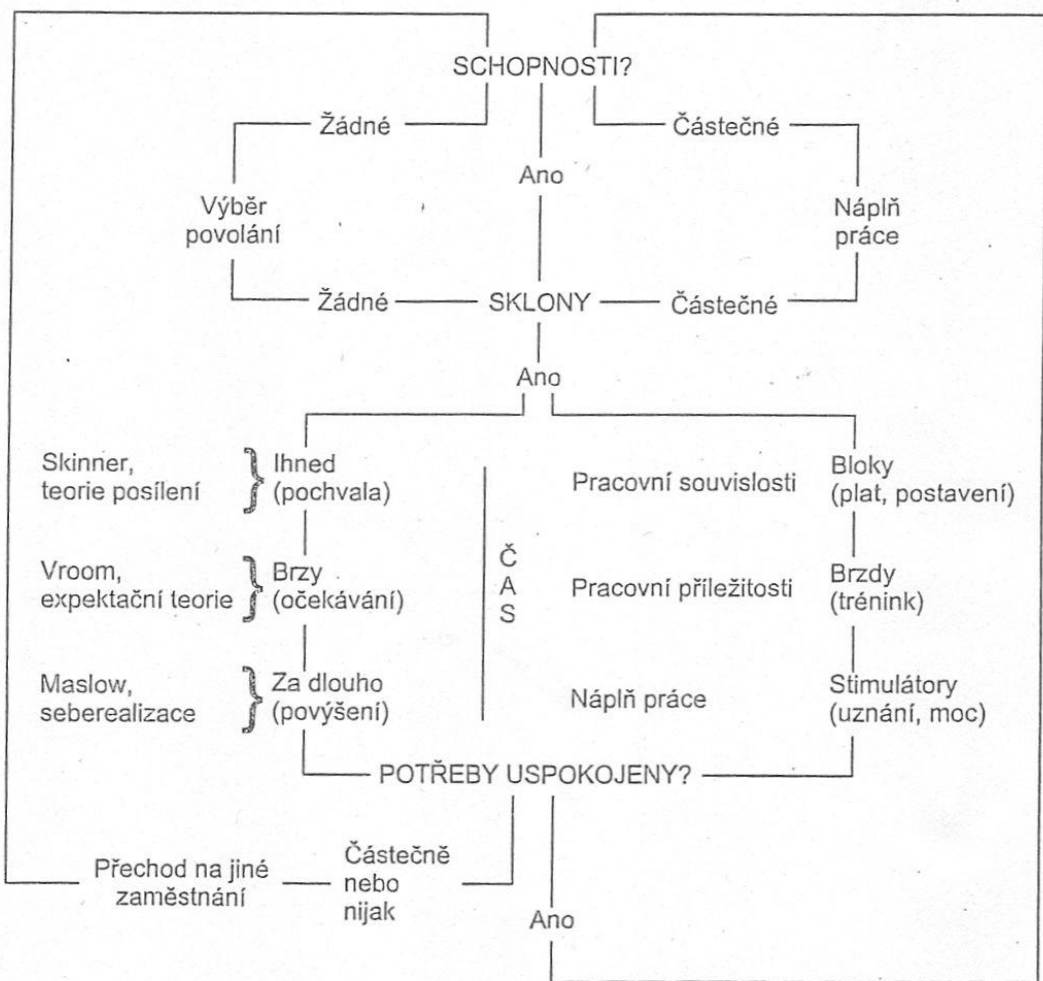 SCHOPNOSTI?
Žádné
Částečné
Ano
Výběr
povolání
Náplň
práce
Žádné
SKLONY
Částečné
Ano
Skinner,
teorie posílení
Ihned
(pochvala)
Pracovní souvislosti
Bloky
(plat, postavení)
Č
A
S
Vroom,
expektační teorie
Brzy
(očekávání)
Pracovní příležitosti
Brzdy
(trénink)
Maslow,
seberealizace
Za dlouho
(povýšení)
Náplň práce
Stimulátory
(uznání, moc)
POTŘEBY USPOKOJENY?
Přechod na jiné
zaměstnání
Částečně
nebo
nijak
Ano